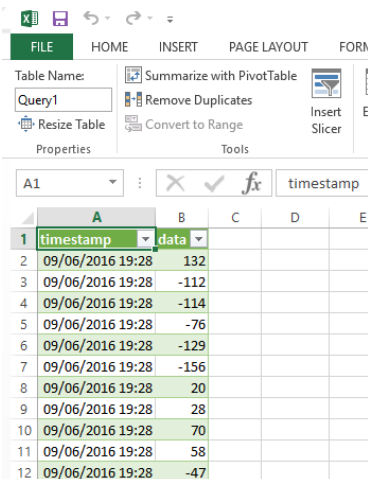 FILE HOME INSERT PAGE LAYOUT FORM
Table Name: Summarize with PivotTable
Query1 Remove Duplicates
Resize Table Convert to Range Insert Slicer E
Properties Tools
A1 fx timestamp
A B C D E
1 timestamp data
2 09/06/2016 19:28 132
3 09/06/2016 19:28 -112
4 09/06/2016 19:28 -114
5 09/06/2016 19:28 -76
6 09/06/2016 19:28 -129
7 09/06/2016 19:28 -156
8 09/06/2016 19:28 20
9 09/06/2016 19:28 28
10 09/06/2016 19:28 70
11 09/06/2016 19:28 58
12 09/06/2016 19:28 -47